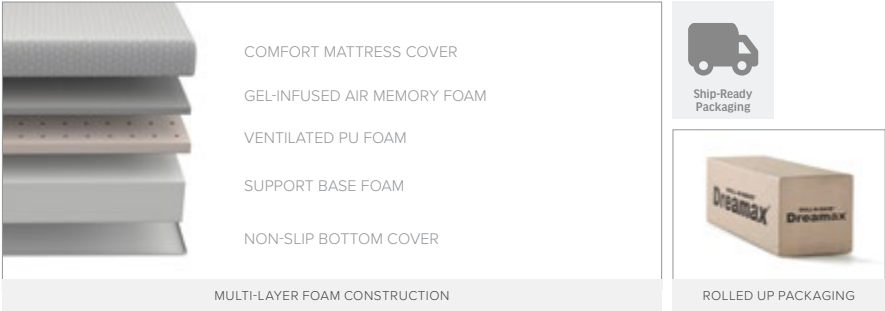 COMFORT MATTRESS COVER
GEL-INFUSED AIR MEMORY FOAM
VENTILATED PU FOAM
SUPPORT BASE FOAM
NON-SLIP BOTTOM COVER
MULTI-LAYER FOAM CONSTRUCTION
Ship-Ready
Packaging
Dreamax
Dreamax
ROLLED UP PACKAGING